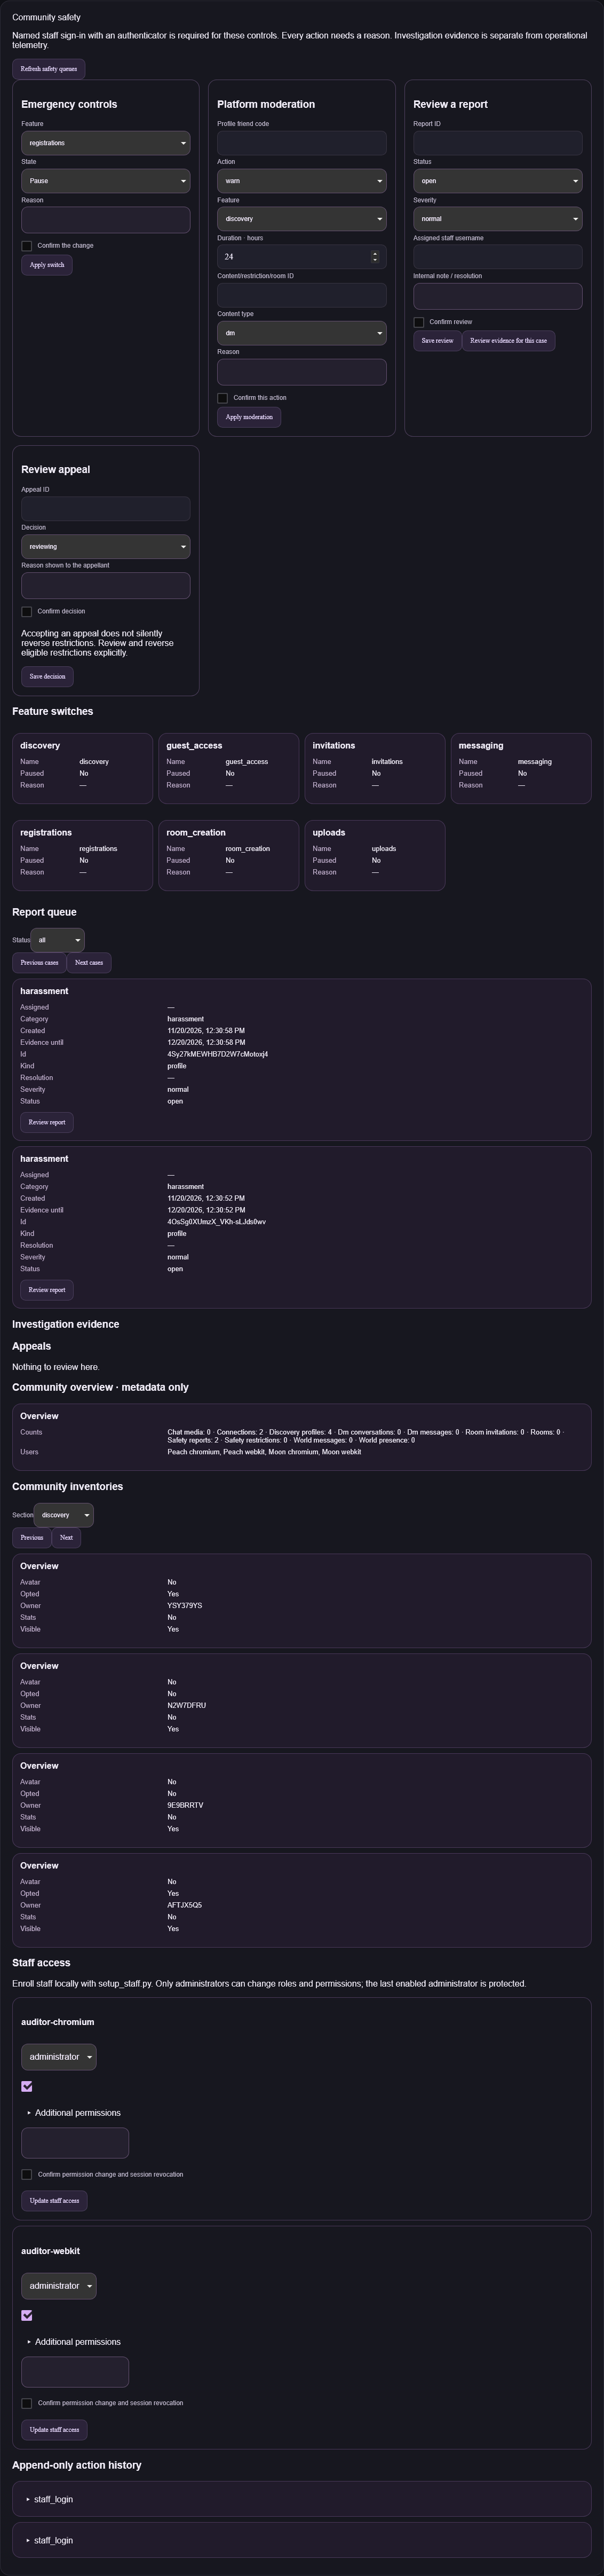 Community safety
Named staff sign-in with an authenticator is required for these controls. Every action needs a reason. Investigation evidence is separate from operational
telemetry.
Refresh safety queues
Emergency controls
Feature
registrations
State
Pause
Reason
Confirm the change
Apply switch
Platform moderation
Profile friend code
Action
warn
Feature
discovery
Duration · hours
24
Content/restriction/room ID
Content type
dm
Reason
Confirm this action
Apply moderation
Review a report
Report ID
Status
open
Severity
normal
Assigned staff username
Internal note / resolution
Confirm review
Save review Review evidence for this case
Review appeal
Appeal ID
Decision
reviewing
Reason shown to the appellant
Confirm decision
Accepting an appeal does not silently
reverse restrictions. Review and reverse
eligible restrictions explicitly.
Save decision
Feature switches
discovery
Name discovery
Paused No
Reason —
guest_access
Name guest_access
Paused No
Reason —
invitations
Name invitations
Paused No
Reason —
messaging
Name messaging
Paused No
Reason —
registrations
Name registrations
Paused No
Reason —
room_creation
Name room_creation
Paused No
Reason —
uploads
Name uploads
Paused No
Reason —
Report queue
Status all
Previous cases Next cases
harassment
Assigned —
Category harassment
Created 11/20/2026, 12:30:58 PM
Evidence until 12/20/2026, 12:30:58 PM
Id 4Sy27kMEWHB7D2W7cMotoxj4
Kind profile
Resolution —
Severity normal
Status open
Review report
harassment
Assigned —
Category harassment
Created 11/20/2026, 12:30:52 PM
Evidence until 12/20/2026, 12:30:52 PM
Id 4OsSg0XUmzX_VKh-sLJds0wv
Kind profile
Resolution —
Severity normal
Status open
Review report
Investigation evidence
Appeals
Nothing to review here.
Community overview · metadata only
Overview
Counts Chat media: 0 · Connections: 2 · Discovery profiles: 4 · Dm conversations: 0 · Dm messages: 0 · Room invitations: 0 · Rooms: 0 ·
Safety reports: 2 · Safety restrictions: 0 · World messages: 0 · World presence: 0
Users Peach chromium, Peach webkit, Moon chromium, Moon webkit
Community inventories
Section discovery
Previous Next
Overview
Avatar No
Opted Yes
Owner YSY379YS
Stats No
Visible Yes
Overview
Avatar No
Opted No
Owner N2W7DFRU
Stats No
Visible Yes
Overview
Avatar No
Opted No
Owner 9E9BRRTV
Stats No
Visible Yes
Overview
Avatar No
Opted Yes
Owner AFTJX5Q5
Stats No
Visible Yes
Staff access
Enroll staff locally with setup_staff.py. Only administrators can change roles and permissions; the last enabled administrator is protected.
auditor-chromium
administrator
Additional permissions
Confirm permission change and session revocation
Update staff access
auditor-webkit
administrator
Additional permissions
Confirm permission change and session revocation
Update staff access
Append-only action history
staff_login
staff_login